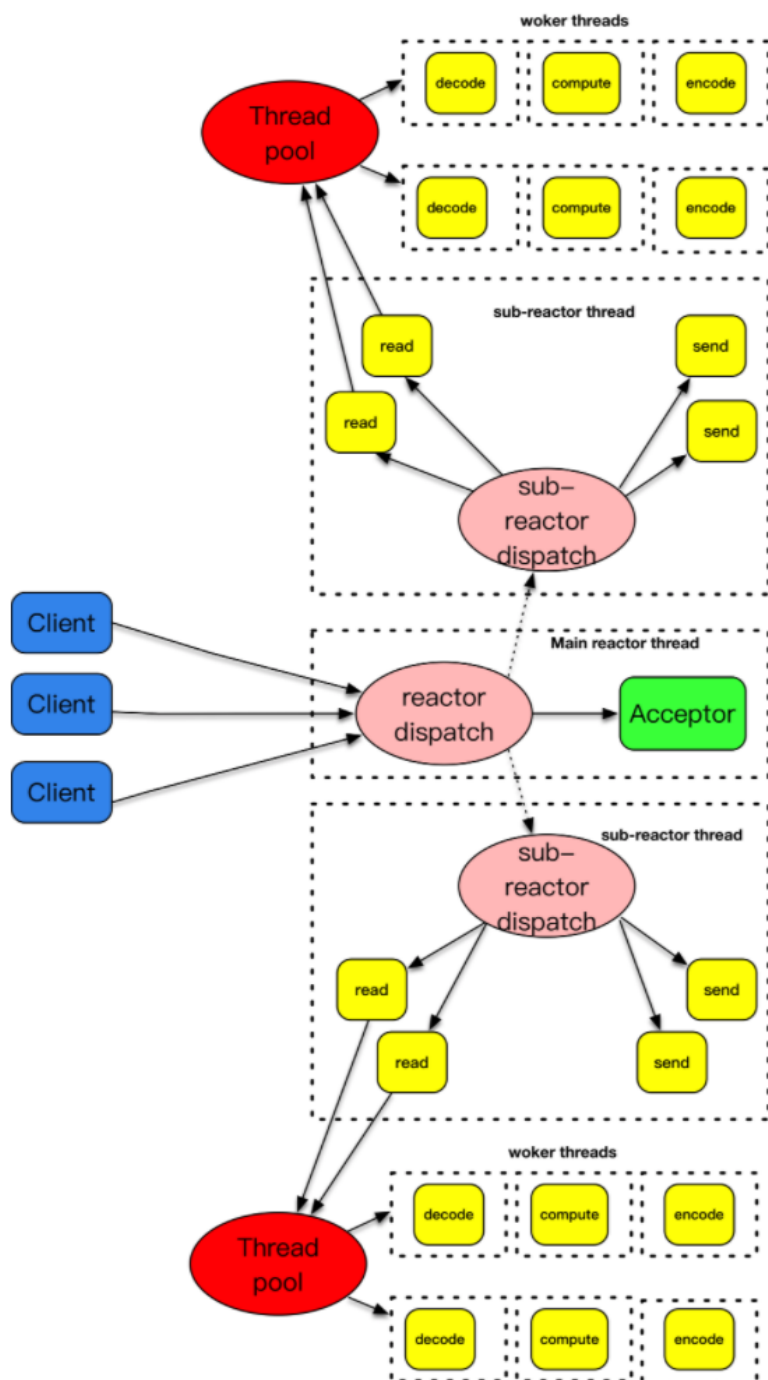 woker threads
decode
compute
encode
Thread
pool
decode
compute
encode
sub-reactor thread
read
send
read
send
sub–
reactor
dispatch
Client
Main reactor thread
Client
reactor
dispatch
Acceptor
Client
sub-reactor thread
sub–
reactor
dispatch
read
send
read
send
woker threads
decode
compute
encode
Thread
pool
decode
compute
encode